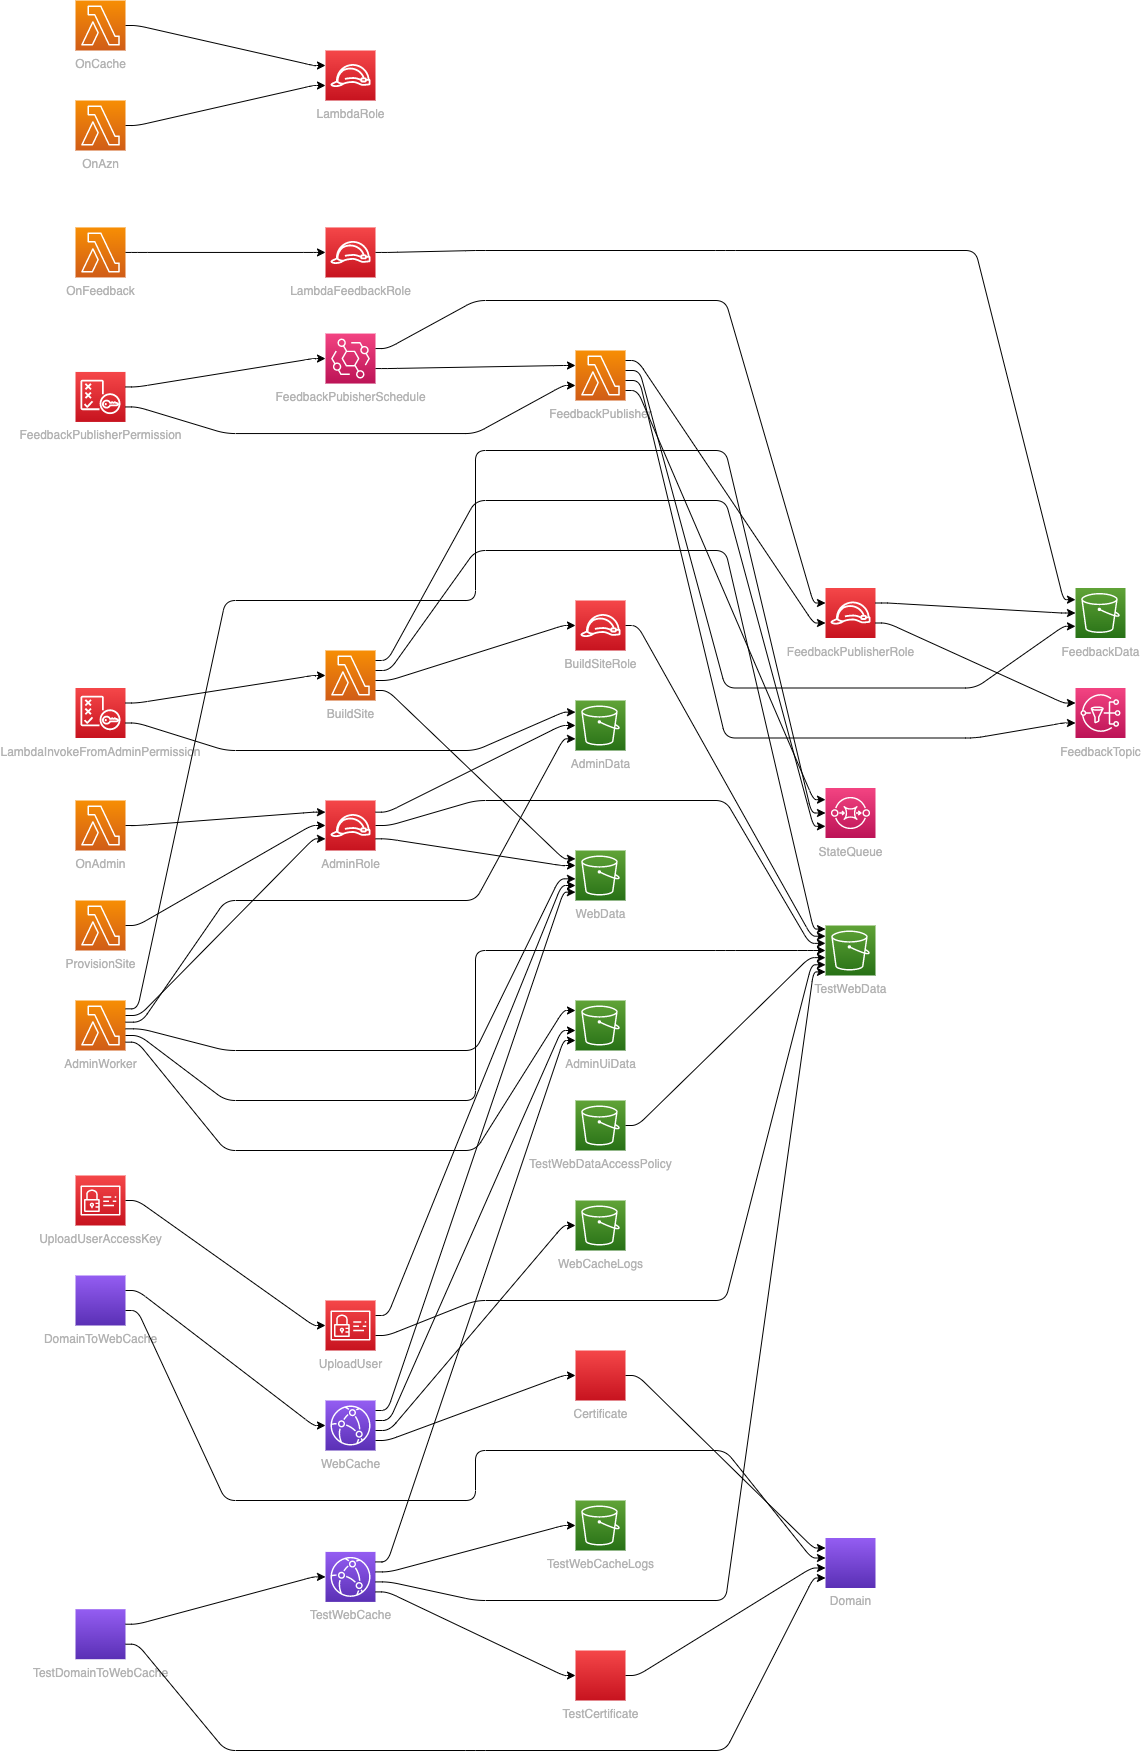 OnCache
LambdaRole
OnAzn
OnFeedback
LambdaFeedbackRole
FeedbackPubisherSchedule
FeedbackPublisher
FeedbackPublisherPermission
BuildSiteRole
FeedbackPublisherRole
FeedbackData
BuildSite
LambdaInvokeFromAdminPermission
AdminData
FeedbackTopic
OnAdmin
AdminRole
StateQueue
WebData
ProvisionSite
TestWebData
AdminWorker
AdminUiData
TestWebDataAccessPolicy
UploadUserAccessKey
WebCacheLogs
DomainToWebCache
UploadUser
Certificate
WebCache
TestWebCacheLogs
Domain
TestWebCache
TestDomainToWebCache
TestCertificate